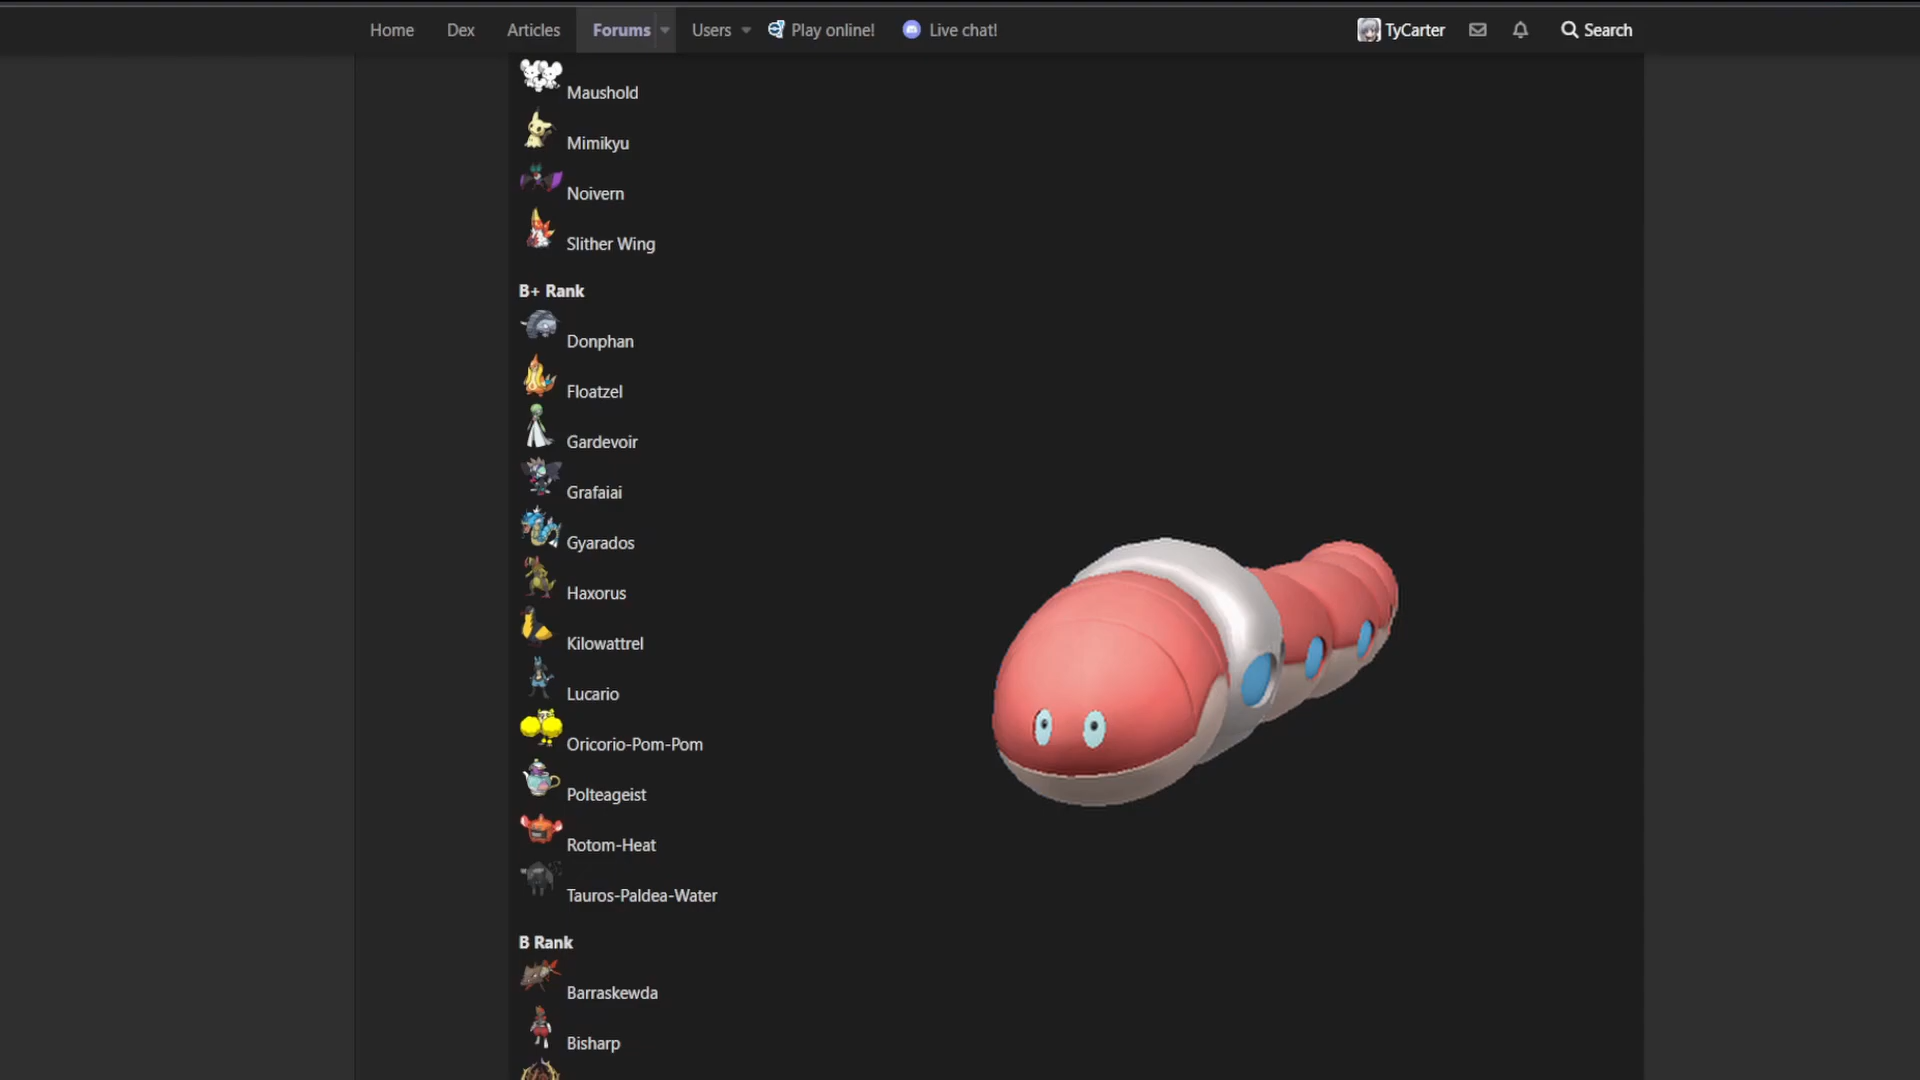 Home Dex Articles Forums Users Play online! Live chat! TyCarter Search
Maushold
Mimikyu
Noivern
Slither Wing
B+ Rank
Donphan
Floatzel
Gardevoir
Grafaiai
Gyarados
Haxorus
Kilowattrel
Lucario
Oricorio-Pom-Pom
Polteageist
Rotom-Heat
Tauros-Paldea-Water
B Rank
Barraskewda
Bisharp